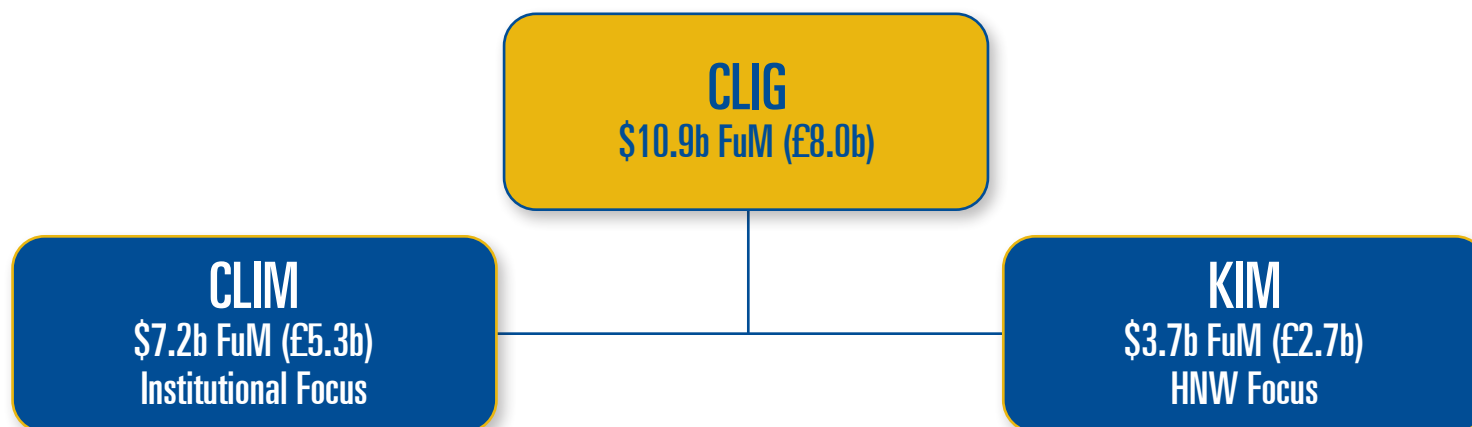 CLIG
$10.9b FuM (£8.0b)
CLIM
$7.2b FuM (£5.3b)
Institutional Focus
KIM
$3.7b FuM (£2.7b)
HNW Focus